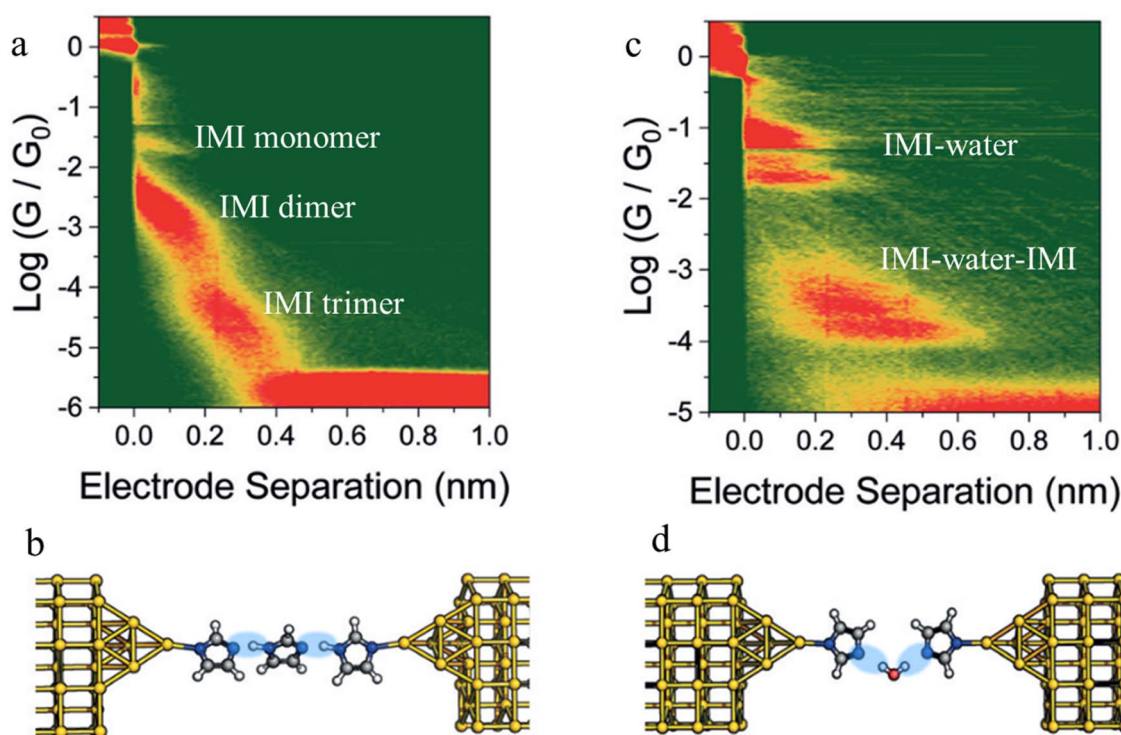 a
Log (G / G₀)
0
-1
-2
-3
-4
-5
-6
IMI monomer
IMI dimer
IMI trimer
0.0 0.2 0.4 0.6 0.8 1.0
Electrode Separation (nm)
c
Log (G / G₀)
0
-1
-2
-3
-4
-5
IMI-water
IMI-water-IMI
0.0 0.2 0.4 0.6 0.8 1.0
Electrode Separation (nm)
b
d